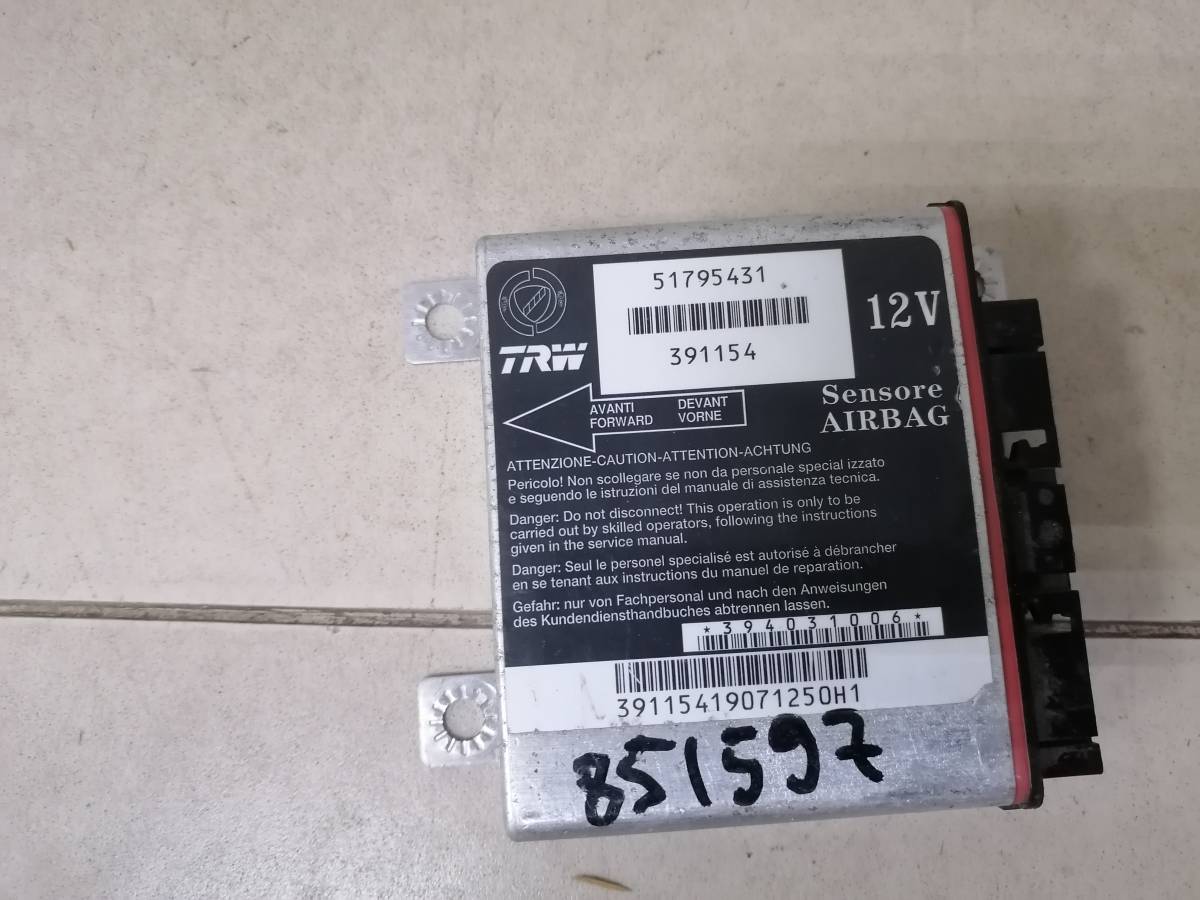 51795431
391154
12V
TRW
Sensore
AIRBAG
AVANTI DEVANT
FORWARD VORNE
ATTENZIONE-CAUTION-ATTENTION-ACHTUNG
Pericolo! Non scollegare se non da personale special izzato
e seguendo le istruzioni del manuale di assistenza tecnica.
Danger: Do not disconnect! This operation is only to be
carried out by skilled operators, following the instructions
given in the service manual.
Danger: Seul le personel specialisé est autorisé à débrancher
en se tenant aux instructions du manuel de reparation.
Gefahr: nur von Fachpersonal und nach den Anweisungen
des Kundendiensthandbuches abtrennen lassen.
*394031006*
39115419071250H1
851597